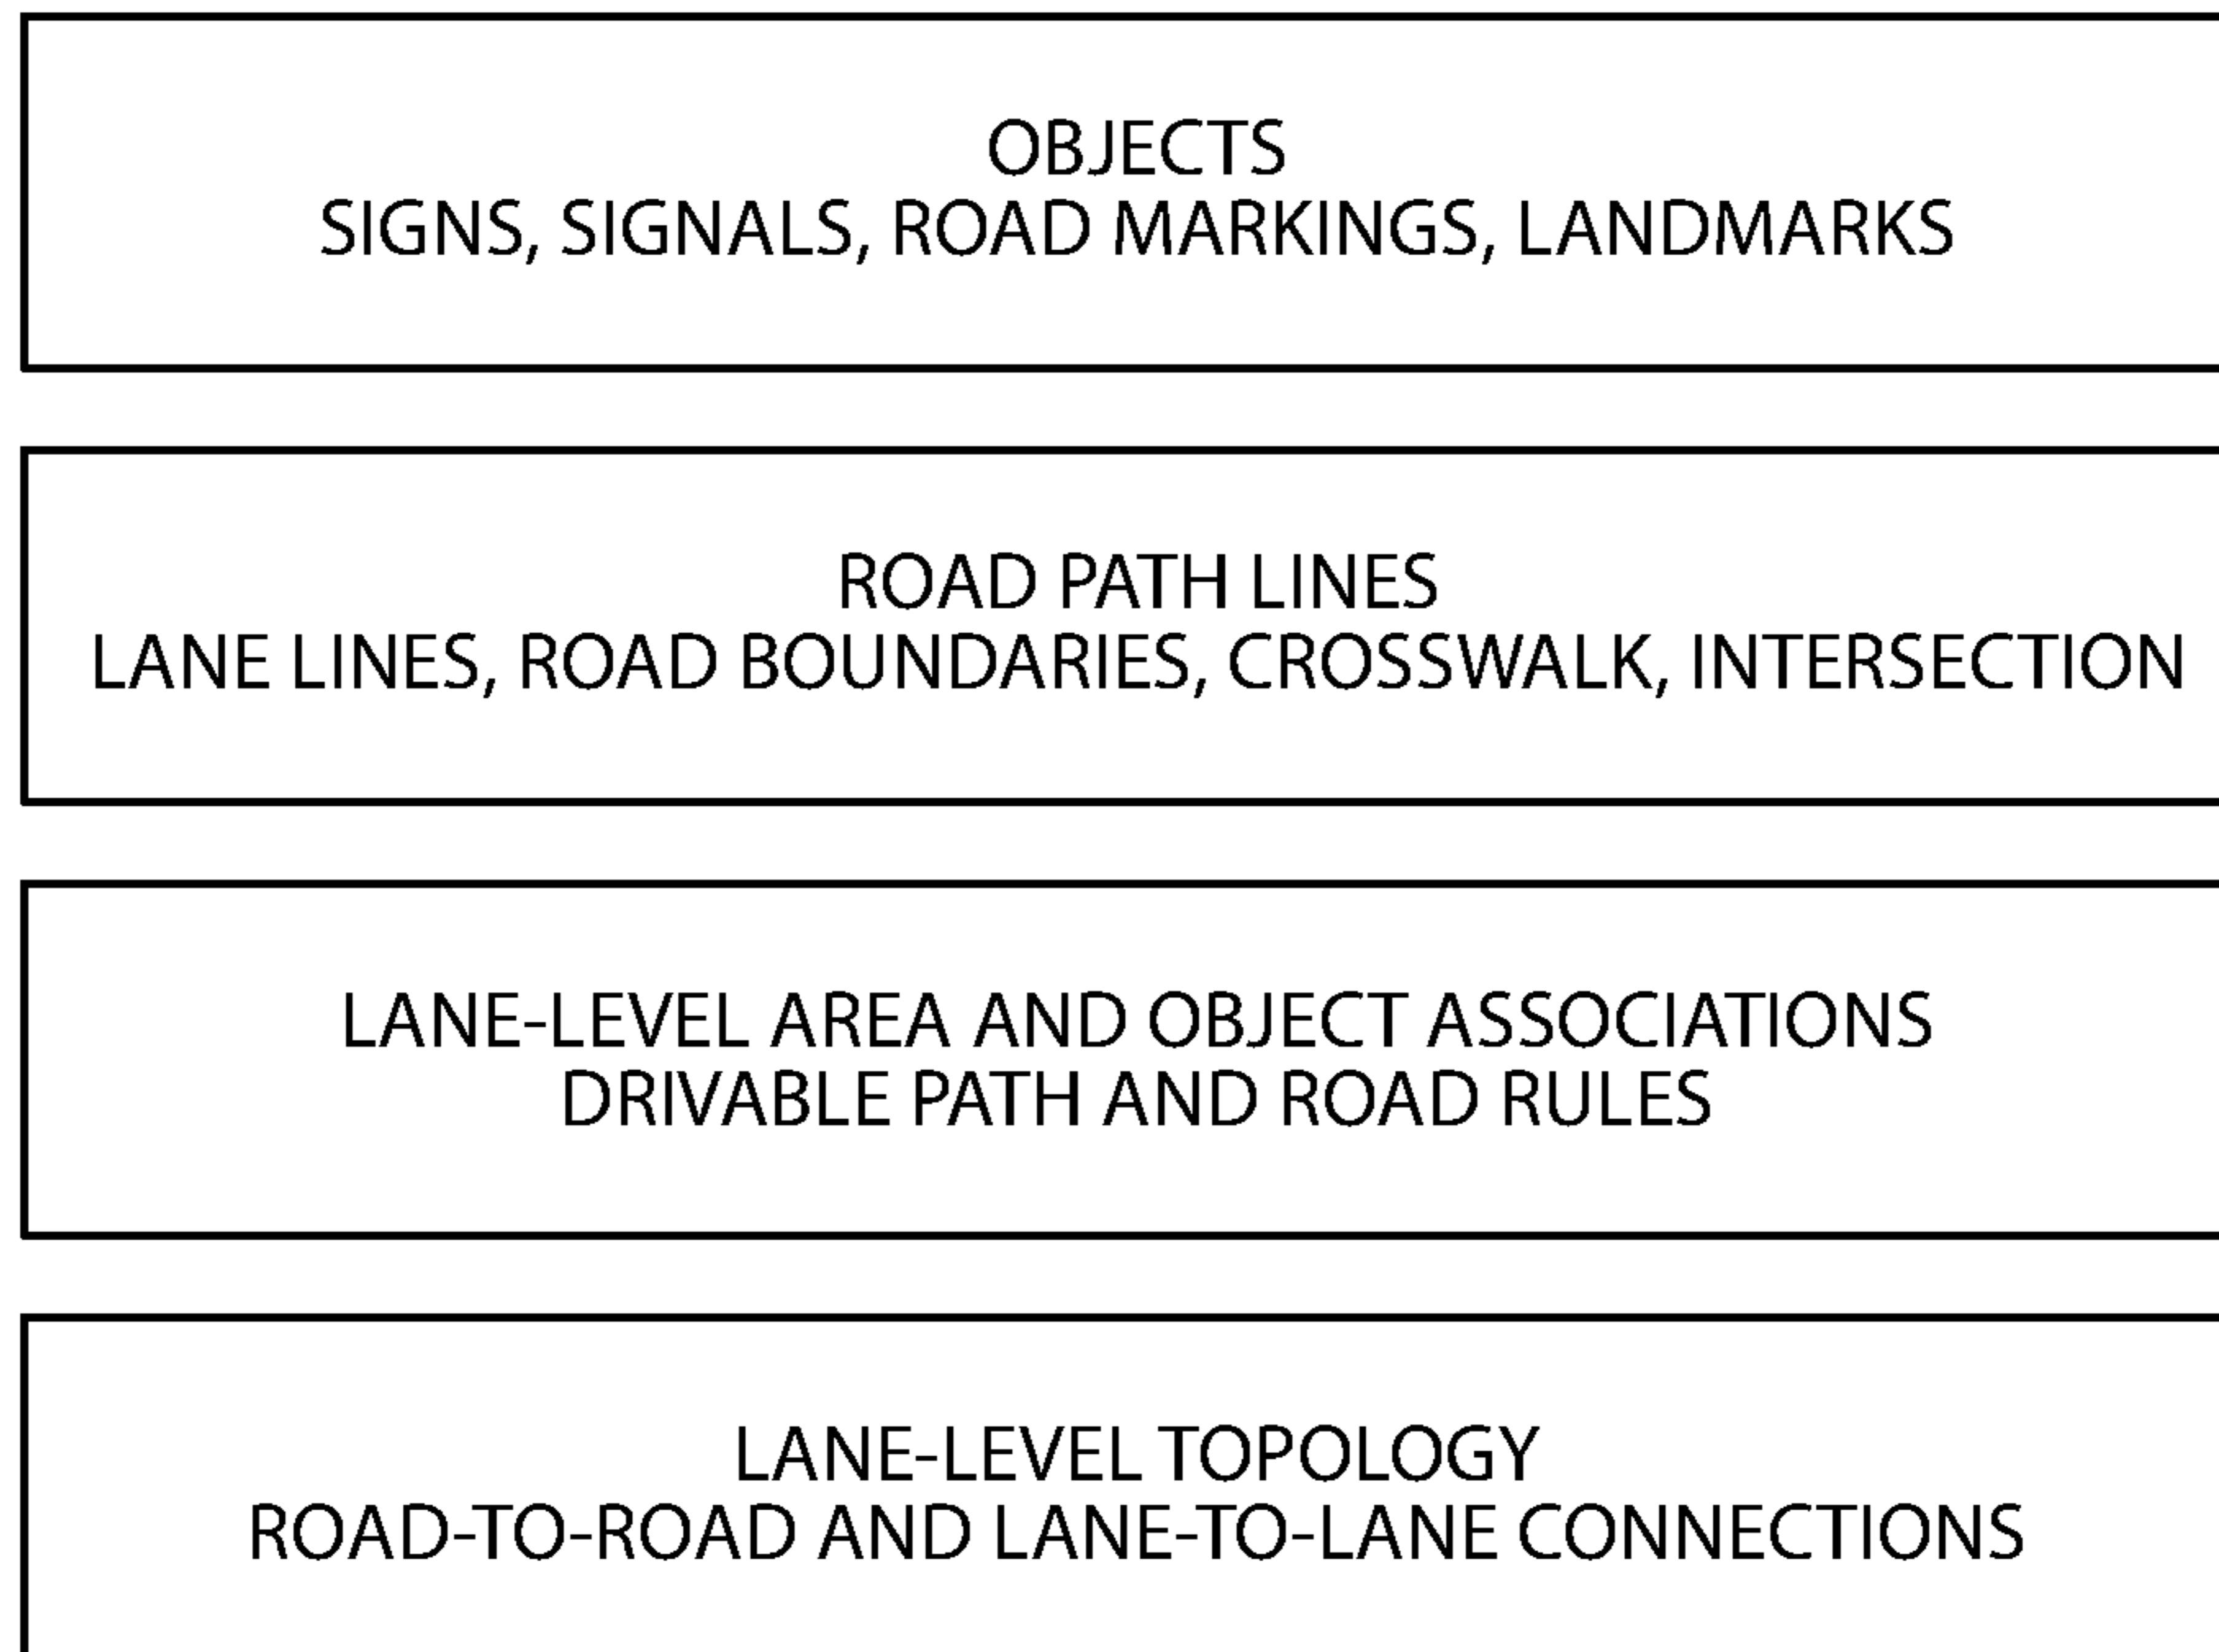 OBJECTS
SIGNS, SIGNALS, ROAD MARKINGS, LANDMARKS
ROAD PATH LINES
LANE LINES, ROAD BOUNDARIES, CROSSWALK, INTERSECTION
LANE-LEVEL AREA AND OBJECT ASSOCIATIONS
DRIVABLE PATH AND ROAD RULES
LANE-LEVEL TOPOLOGY
ROAD-TO-ROAD AND LANE-TO-LANE CONNECTIONS